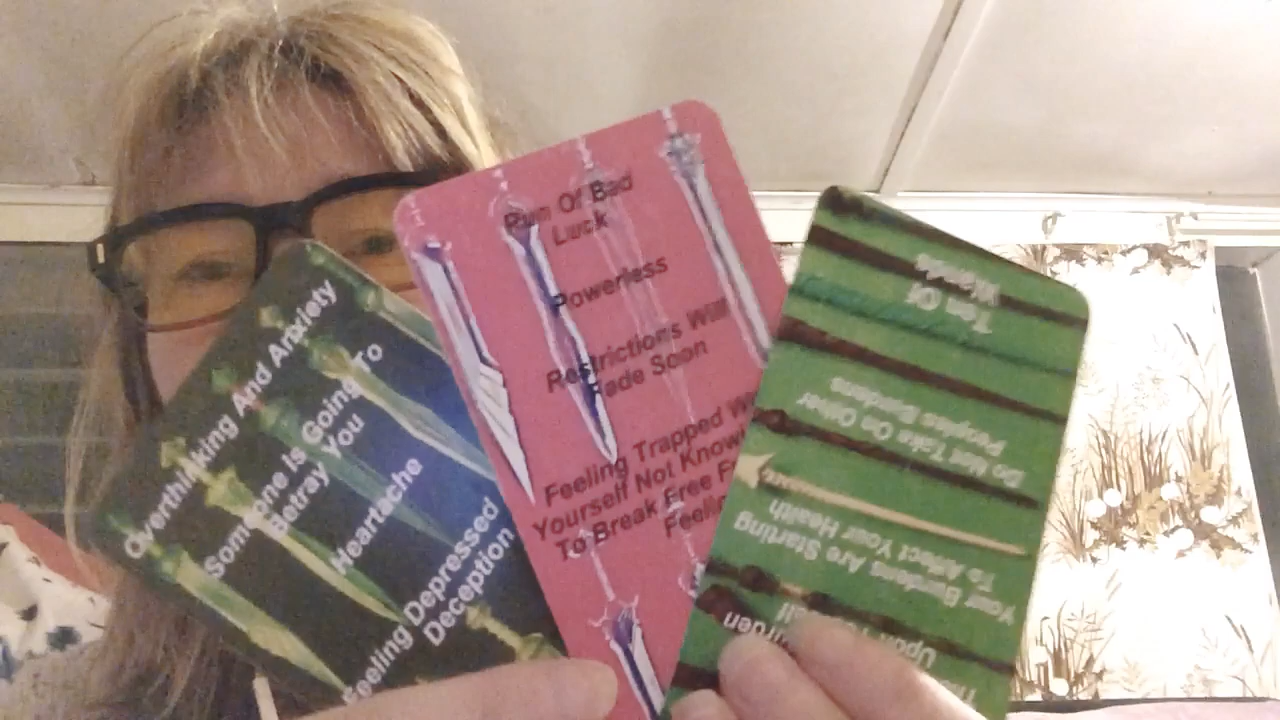 Overthinking And Anxiety
Someone Is Going To
Betray You
Heartache
Feeling Depressed
Deception
Run Of Bad
Luck
Powerless
Restrictions Will
Fade Soon
Feeling Trapped
Yourself Not
To Break Free
Ten Of
Wands
Do Not Take On Other
Peoples Burdens
Your Burdens Are Starting
To Affect Your Health
Upon